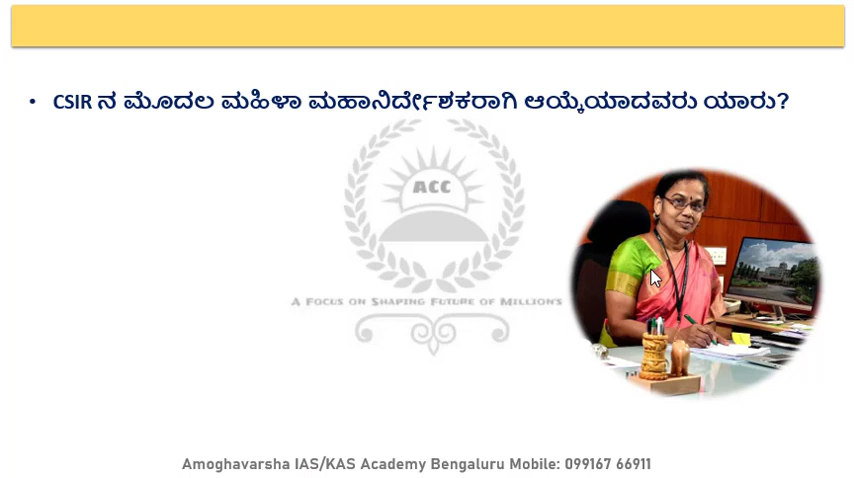 • CSIR ನ ಮೊದಲ ಮಹಿಳಾ ಮಹಾನಿರ್ದೇಶಕರಾಗಿ ಆಯ್ಕೆಯಾದವರು ಯಾರು?
ACC
A Focus on Shaping Future of Million's
Amoghavarsha IAS/KAS Academy Bengaluru Mobile: 099167 66911